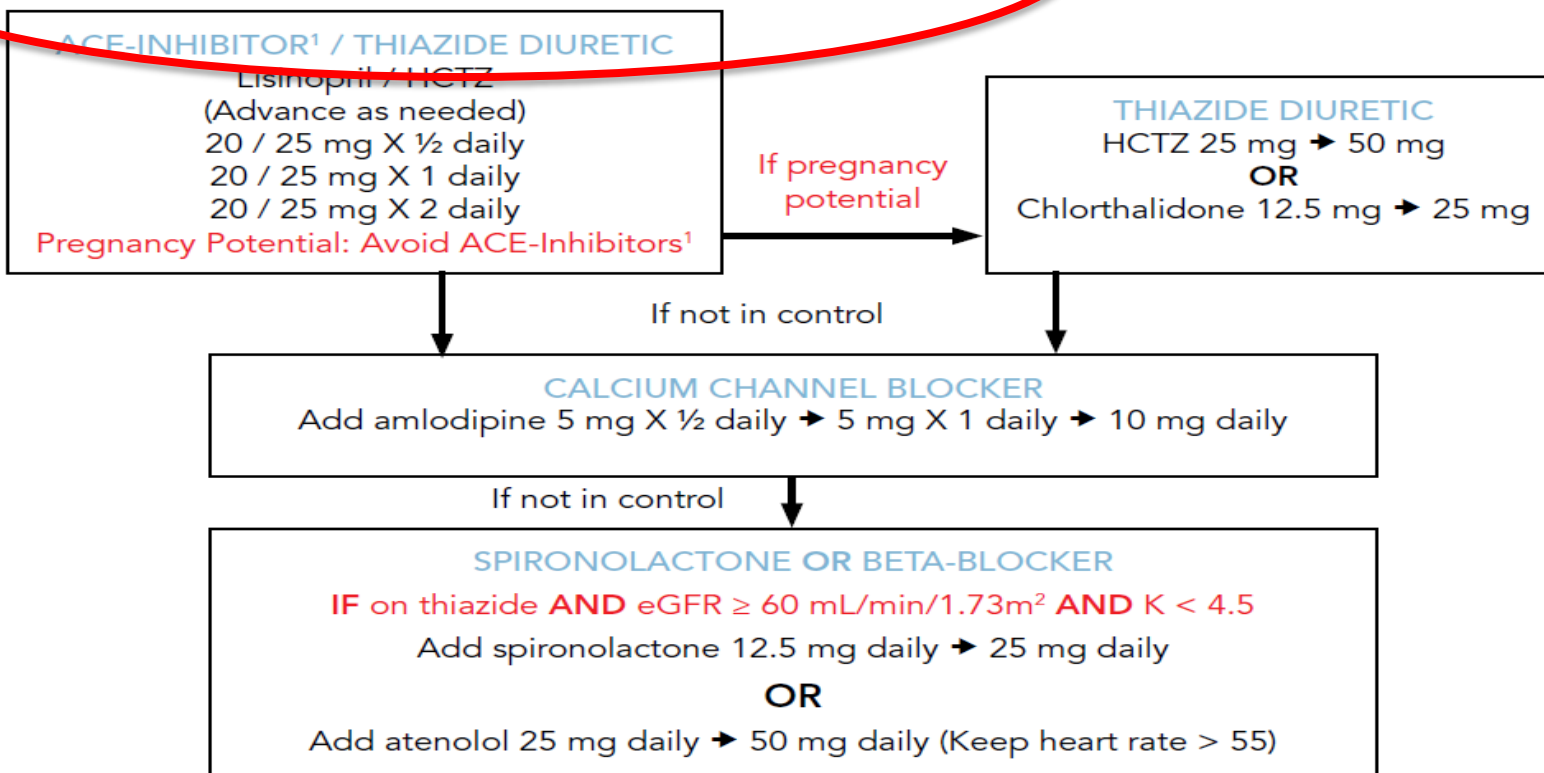 ACE-INHIBITOR¹ / THIAZIDE DIURETIC
Lisinopril / HCTZ
(Advance as needed)
20 / 25 mg X ½ daily
20 / 25 mg X 1 daily
20 / 25 mg X 2 daily
Pregnancy Potential: Avoid ACE-Inhibitors¹
If pregnancy
potential
THIAZIDE DIURETIC
HCTZ 25 mg → 50 mg
OR
Chlorthalidone 12.5 mg → 25 mg
If not in control
CALCIUM CHANNEL BLOCKER
Add amlodipine 5 mg X ½ daily → 5 mg X 1 daily → 10 mg daily
If not in control
SPIRONOLACTONE OR BETA-BLOCKER
IF on thiazide AND eGFR ≥ 60 mL/min/1.73m² AND K < 4.5
Add spironolactone 12.5 mg daily → 25 mg daily
OR
Add atenolol 25 mg daily → 50 mg daily (Keep heart rate > 55)